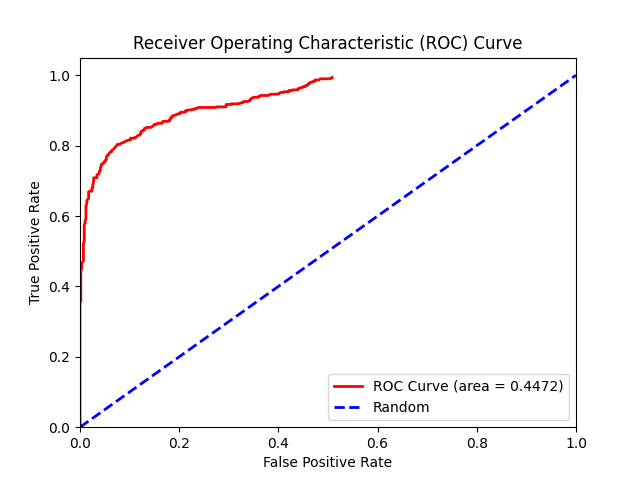 Receiver Operating Characteristic (ROC) Curve
True Positive Rate
1.0
0.8
0.6
0.4
0.2
0.0
0.0 0.2 0.4 0.6 0.8 1.0
False Positive Rate
ROC Curve (area = 0.4472)
Random